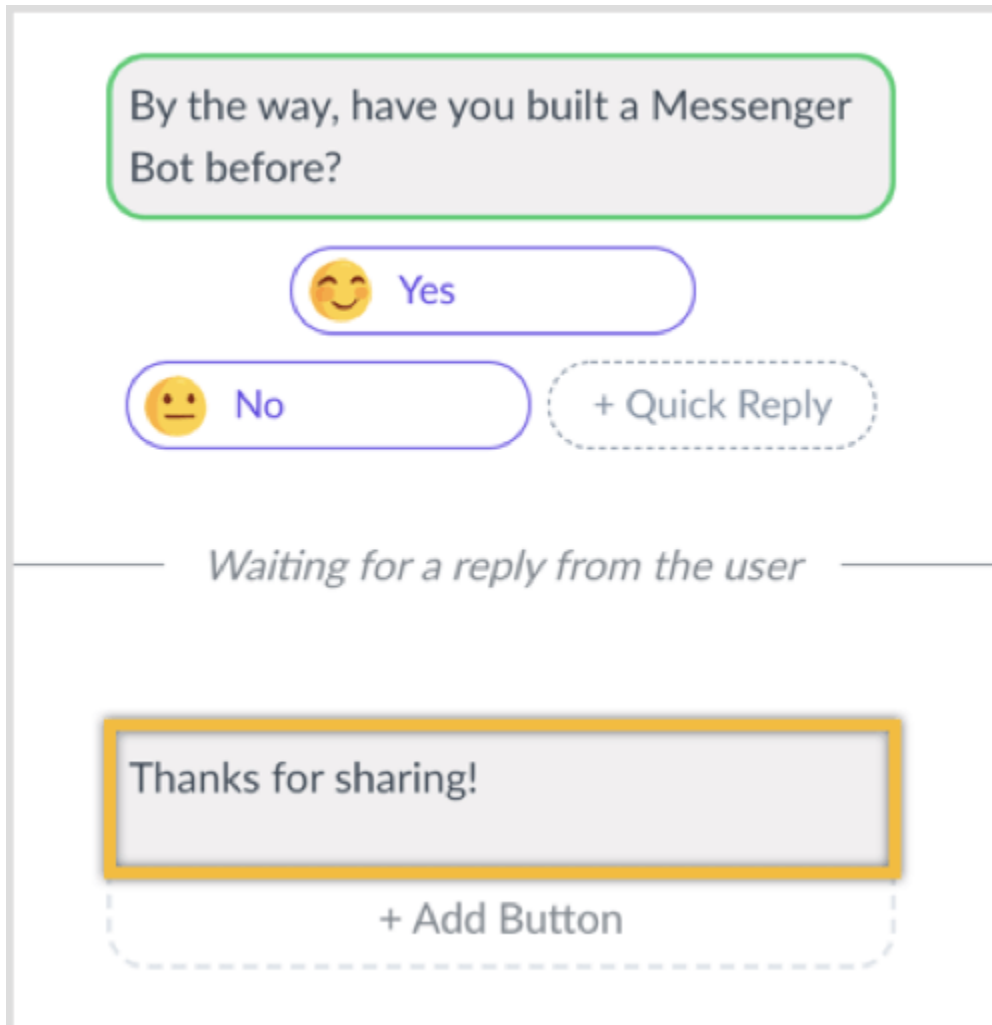 By the way, have you built a Messenger
Bot before?
Yes
No
+ Quick Reply
Waiting for a reply from the user
Thanks for sharing!
+ Add Button